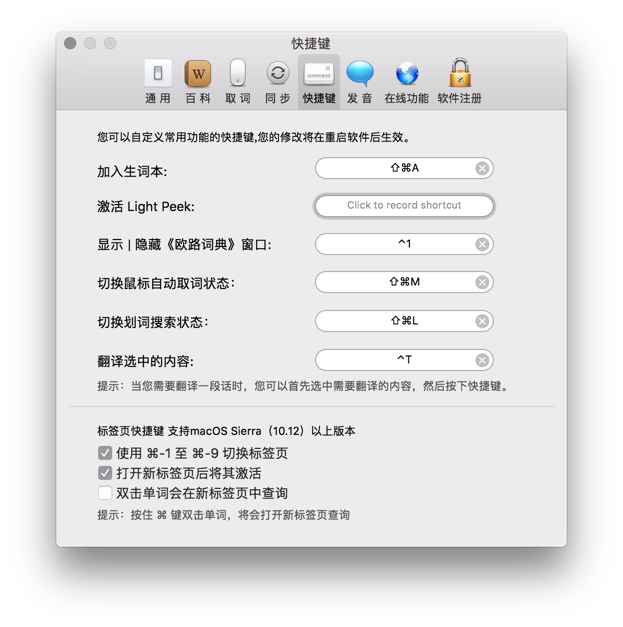 快捷键
W
command
通 用 百 科 取 词 同 步 快捷键 发 音 在线功能 软件注册
您可以自定义常用功能的快捷键,您的修改将在重启软件后生效。
加入生词本: ⇧⌘A
激活 Light Peek: Click to record shortcut
显示 | 隐藏《欧路词典》窗口: ^1
切换鼠标自动取词状态: ⇧⌘M
切换划词搜索状态: ⇧⌘L
翻译选中的内容: ^T
提示：当您需要翻译一段话时，您可以首先选中需要翻译的内容，然后按下快捷键。
标签页快捷键 支持macOS Sierra（10.12）以上版本
使用 ⌘-1 至 ⌘-9 切换标签页
打开新标签页后将其激活
双击单词会在新标签页中查询
提示：按住 ⌘ 键双击单词，将会打开新标签页查询